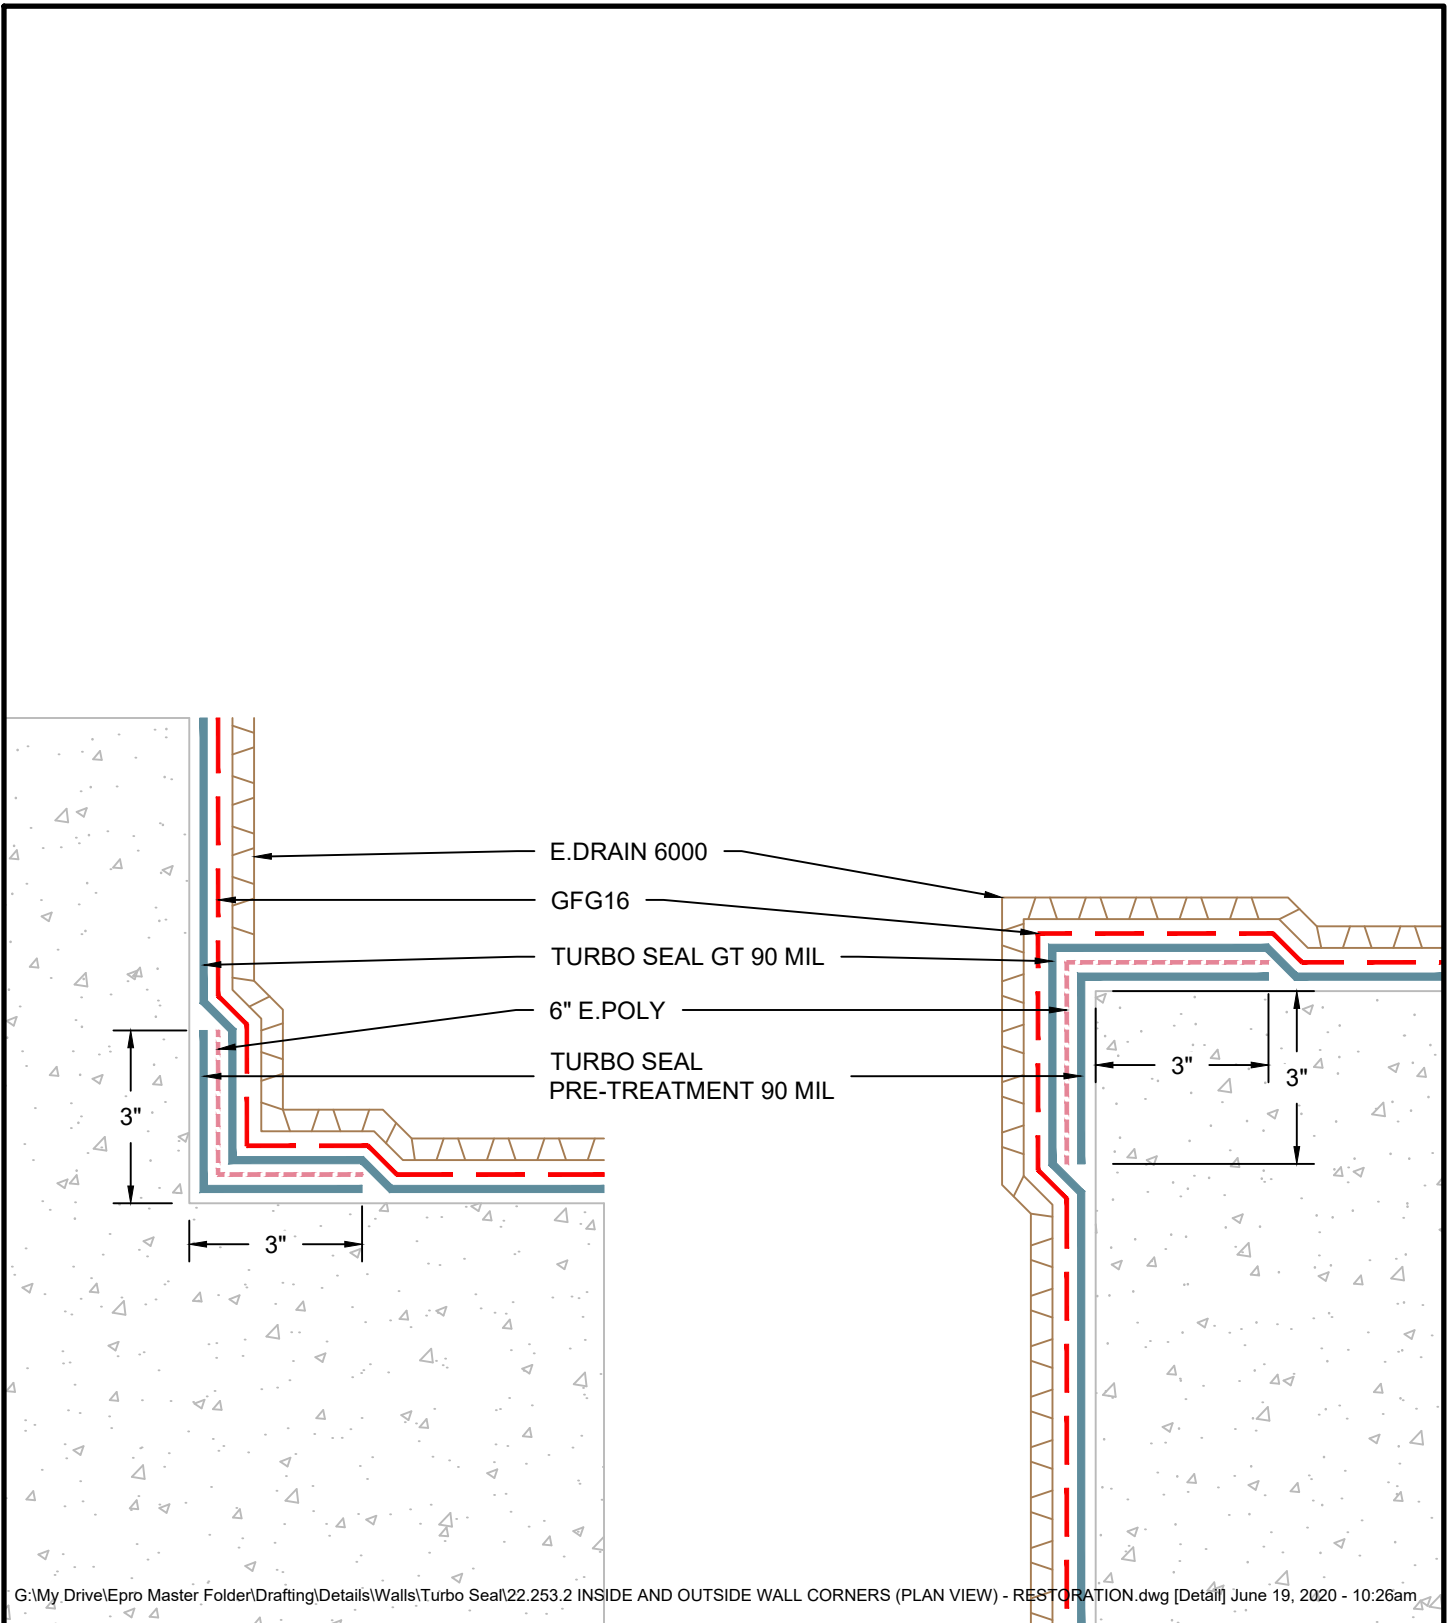 E.DRAIN 6000
GFG16
TURBO SEAL GT 90 MIL
6" E.POLY
TURBO SEAL
PRE-TREATMENT 90 MIL
3"
3"
3"
3"
G:\My Drive\Epro Master Folder\Drafting\Details\Walls\Turbo Seal\22.253.2 INSIDE AND OUTSIDE WALL CORNERS (PLAN VIEW) - RESTORATION.dwg [Detail] June 19, 2020 - 10:26am